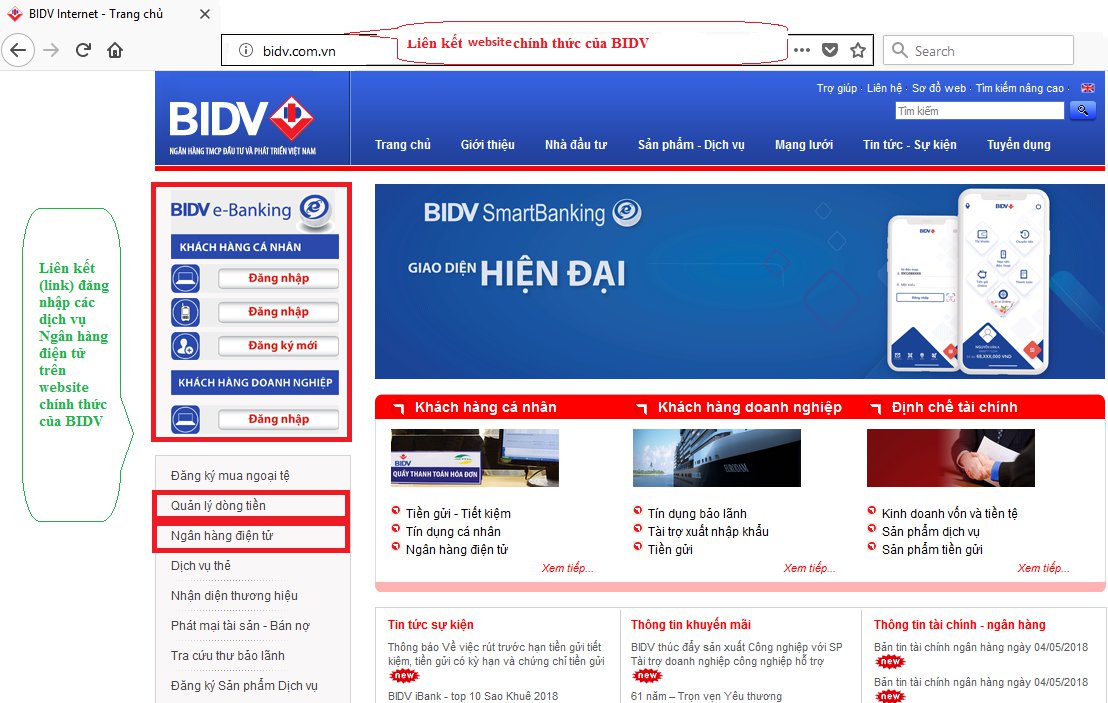 BIDV Internet - Trang chủ
bidv.com.vn
Liên kết website chính thức của BIDV
Search
Trợ giúp · Liên hệ · Sơ đồ web · Tìm kiếm nâng cao ·
Tìm kiếm
BIDV
NGÂN HÀNG TMCP ĐẦU TƯ VÀ PHÁT TRIỂN VIỆT NAM
Trang chủ
Giới thiệu
Nhà đầu tư
Sản phẩm - Dịch vụ
Mạng lưới
Tin tức - Sự kiện
Tuyển dụng
Liên kết
(link) đăng
nhập các
dịch vụ
Ngân hàng
điện tử
trên
website
chính thức
của BIDV
BIDV e-Banking
KHÁCH HÀNG CÁ NHÂN
Đăng nhập
Đăng nhập
Đăng ký mới
KHÁCH HÀNG DOANH NGHIỆP
Đăng nhập
BIDV SmartBanking
GIAO DIỆN HIỆN ĐẠI
BIDV
BIDV
Đăng ký mua ngoại tệ
Quản lý dòng tiền
Ngân hàng điện tử
Dịch vụ thẻ
Nhận diện thương hiệu
Phát mại tài sản - Bán nợ
Tra cứu thư bảo lãnh
Đăng ký Sản phẩm Dịch vụ
Khách hàng cá nhân
BIDV
QUẦY THANH TOÁN HÓA ĐƠN
Tiền gửi - Tiết kiệm
Tín dụng cá nhân
Ngân hàng điện tử
Xem tiếp...
Khách hàng doanh nghiệp
EURODAM
Tín dụng bảo lãnh
Tài trợ xuất nhập khẩu
Tiền gửi
Xem tiếp...
Định chế tài chính
Kinh doanh vốn và tiền tệ
Sản phẩm dịch vụ
Sản phẩm tiền gửi
Xem tiếp...
Tin tức sự kiện
Thông báo Về việc rút trước hạn tiền gửi tiết
kiệm, tiền gửi có kỳ hạn và chứng chỉ tiền gửi
new
BIDV iBank - top 10 Sao Khuê 2018
Thông tin khuyến mãi
BIDV thúc đẩy sản xuất Công nghiệp với SP
Tài trợ doanh nghiệp công nghiệp hỗ trợ
new
61 năm – Trọn vẹn Yêu thương
Thông tin tài chính - ngân hàng
Bản tin tài chính ngân hàng ngày 04/05/2018
new
Bản tin tài chính ngân hàng ngày 04/05/2018
new